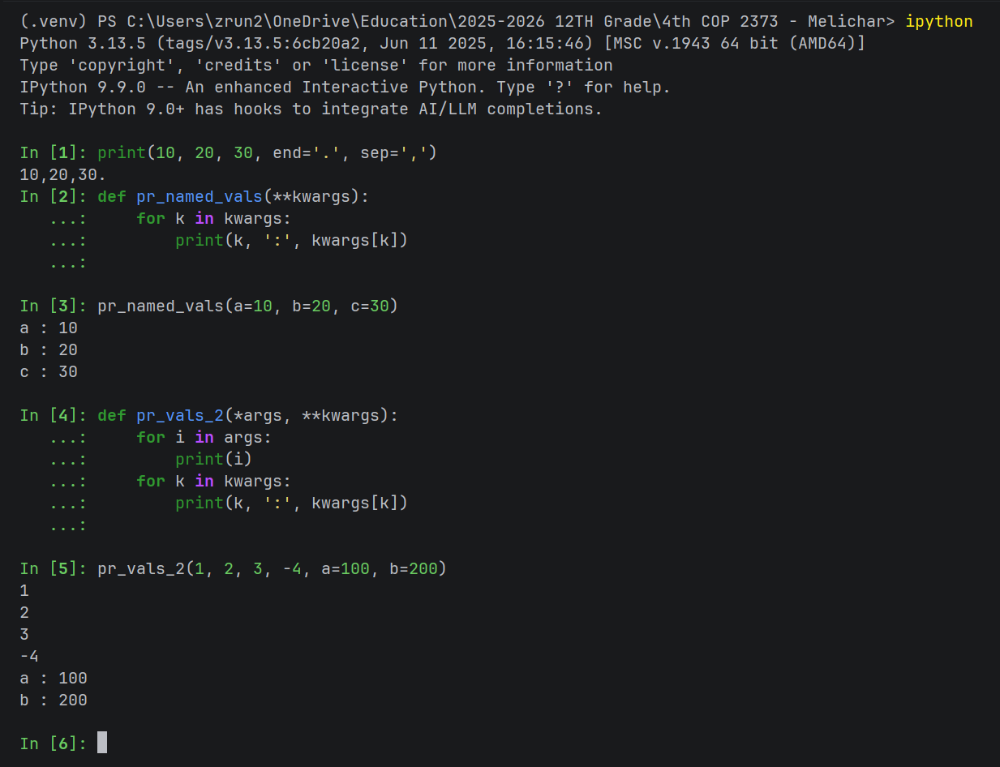 (.venv) PS C:\Users\zrun2\OneDrive\Education\2025-2026 12TH Grade\4th COP 2373 - Melichar> ipython
Python 3.13.5 (tags/v3.13.5:6cb20a2, Jun 11 2025, 16:15:46) [MSC v.1943 64 bit (AMD64)]
Type 'copyright', 'credits' or 'license' for more information
IPython 9.9.0 -- An enhanced Interactive Python. Type '?' for help.
Tip: IPython 9.0+ has hooks to integrate AI/LLM completions.

In [1]: print(10, 20, 30, end='.', sep=',')
10,20,30.
In [2]: def pr_named_vals(**kwargs):
   ...:     for k in kwargs:
   ...:         print(k, ':', kwargs[k])
   ...:

In [3]: pr_named_vals(a=10, b=20, c=30)
a : 10
b : 20
c : 30

In [4]: def pr_vals_2(*args, **kwargs):
   ...:     for i in args:
   ...:         print(i)
   ...:     for k in kwargs:
   ...:         print(k, ':', kwargs[k])
   ...:

In [5]: pr_vals_2(1, 2, 3, -4, a=100, b=200)
1
2
3
-4
a : 100
b : 200

In [6]: